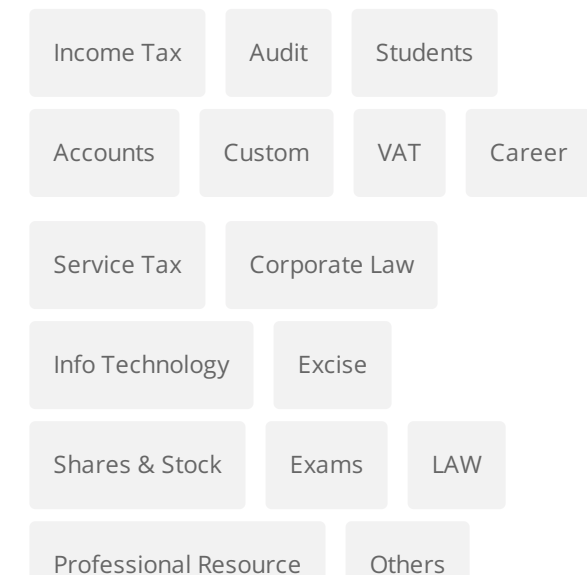 Income Tax Audit Students
Accounts Custom VAT Career
Service Tax Corporate Law
Info Technology Excise
Shares & Stock Exams LAW
Professional Resource Others